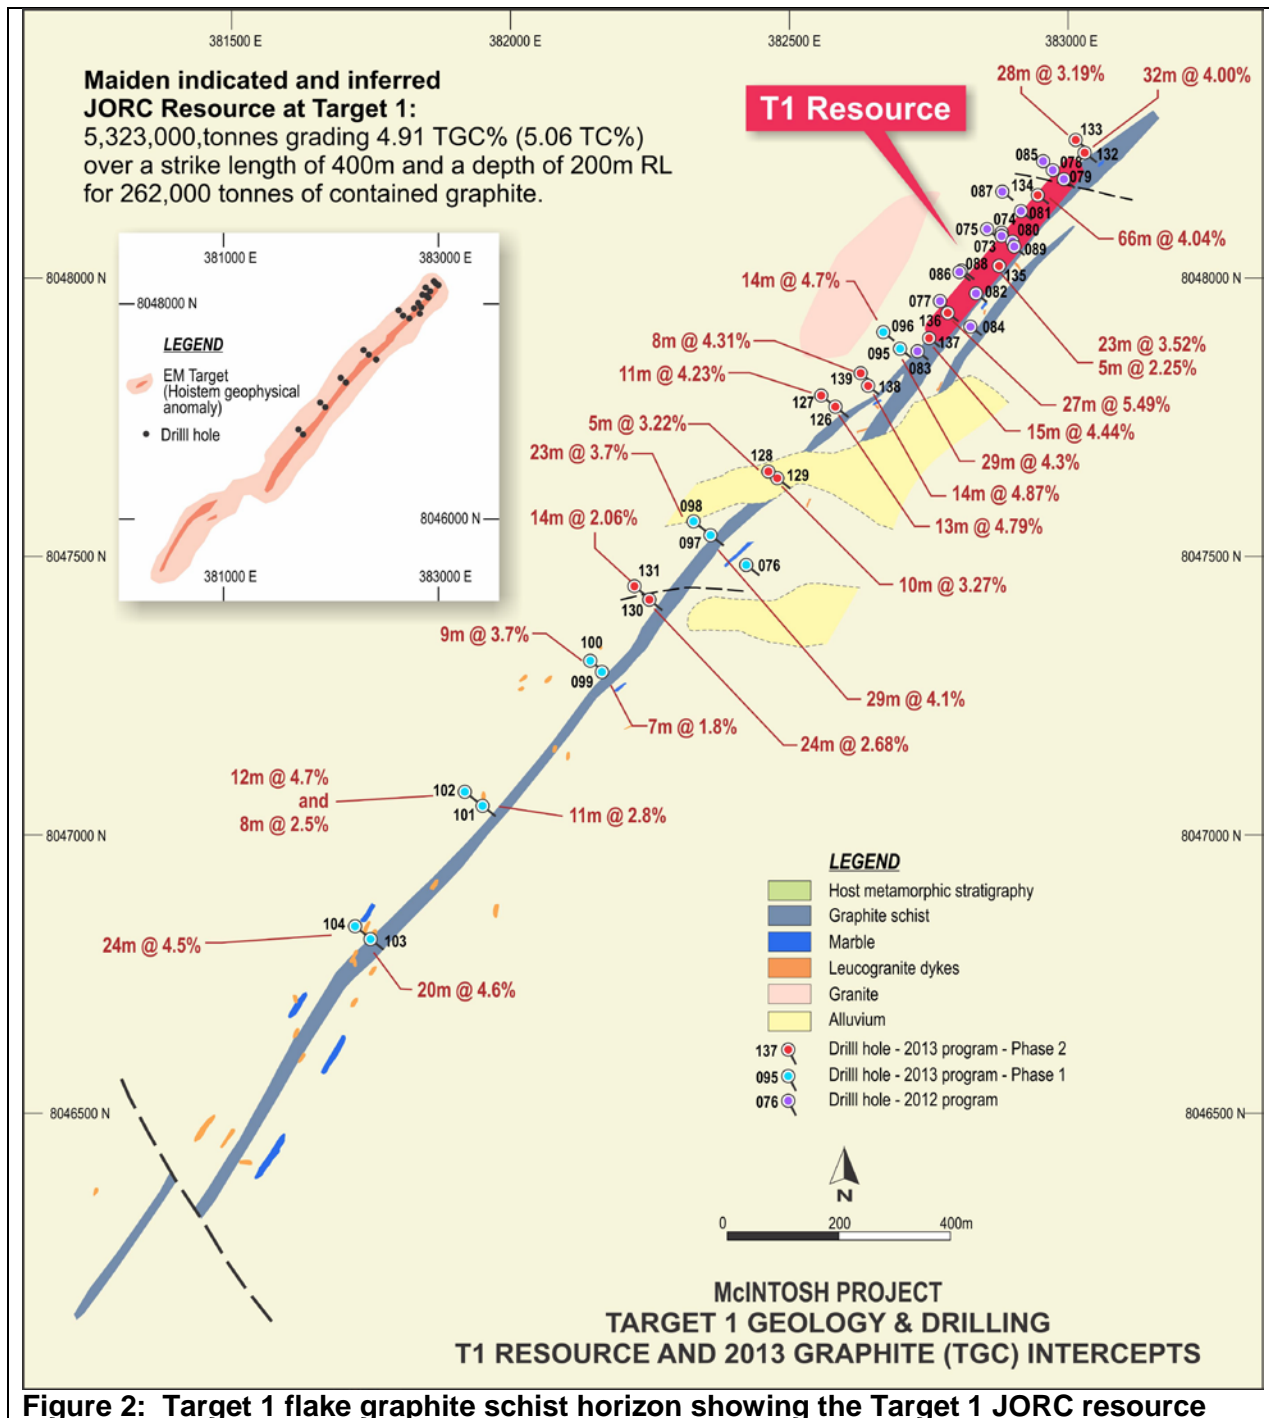 381500 E
382000 E
382500 E
383000 E
Maiden indicated and inferred
JORC Resource at Target 1:
5,323,000,tonnes grading 4.91 TGC% (5.06 TC%)
over a strike length of 400m and a depth of 200m RL
for 262,000 tonnes of contained graphite.
T1 Resource
28m @ 3.19%
32m @ 4.00%
133
132
085
078
079
087
134
081
074
075
080
073
089
66m @ 4.04%
088
086
135
8048000 N
8048000 N
14m @ 4.7%
082
077
136
084
096
8m @ 4.31%
095
137
083
23m @ 3.52%
5m @ 2.25%
11m @ 4.23%
139
138
127
126
27m @ 5.49%
5m @ 3.22%
15m @ 4.44%
23m @ 3.7%
128
129
29m @ 4.3%
14m @ 4.87%
098
14m @ 2.06%
13m @ 4.79%
097
8047500 N
8047500 N
076
131
130
10m @ 3.27%
9m @ 3.7%
100
099
29m @ 4.1%
7m @ 1.8%
24m @ 2.68%
12m @ 4.7%
and
8m @ 2.5%
102
101
11m @ 2.8%
8047000 N
8047000 N
104
103
24m @ 4.5%
20m @ 4.6%
8046500 N
8046500 N
381000 E
383000 E
8048000 N
LEGEND
EM Target
(Hoistem geophysical
anomaly)
Drilll hole
8046000 N
381000 E
383000 E
LEGEND
Host metamorphic stratigraphy
Graphite schist
Marble
Leucogranite dykes
Granite
Alluvium
137 Drilll hole - 2013 program - Phase 2
095 Drilll hole - 2013 program - Phase 1
076 Drilll hole - 2012 program
N
0 200 400m
McINTOSH PROJECT
TARGET 1 GEOLOGY & DRILLING
T1 RESOURCE AND 2013 GRAPHITE (TGC) INTERCEPTS
Figure 2: Target 1 flake graphite schist horizon showing the Target 1 JORC resource